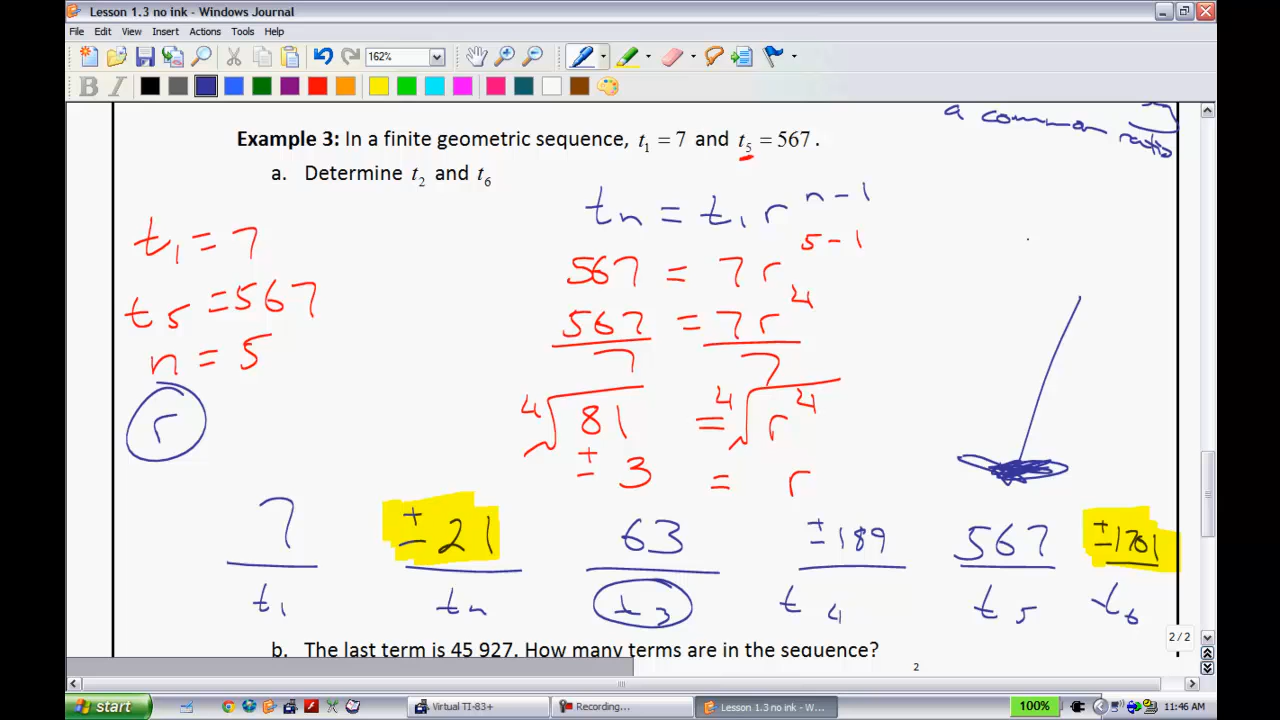 Lesson 1.3 no ink - Windows Journal
File Edit View Insert Actions Tools Help
162%
B I
a common ratio
Example 3: In a finite geometric sequence, t₁ = 7 and t₅ = 567.
a. Determine t₂ and t₆
tn = t₁ r^(n-1)
t₁ = 7
567 = 7r^(5-1)
t₅ = 567
567/7 = 7r⁴/7
n = 5
r
⁴√81 = ⁴√r⁴
± 3 = r
7 ± 21 63 ± 189 567 ± 1701
t₁ tn t₃ t₄ t₅ t₆
b. The last term is 45 927. How many terms are in the sequence?
2
2/2
start Virtual TI-83+ Recording... Lesson 1.3 no ink - W... 100% 11:46 AM